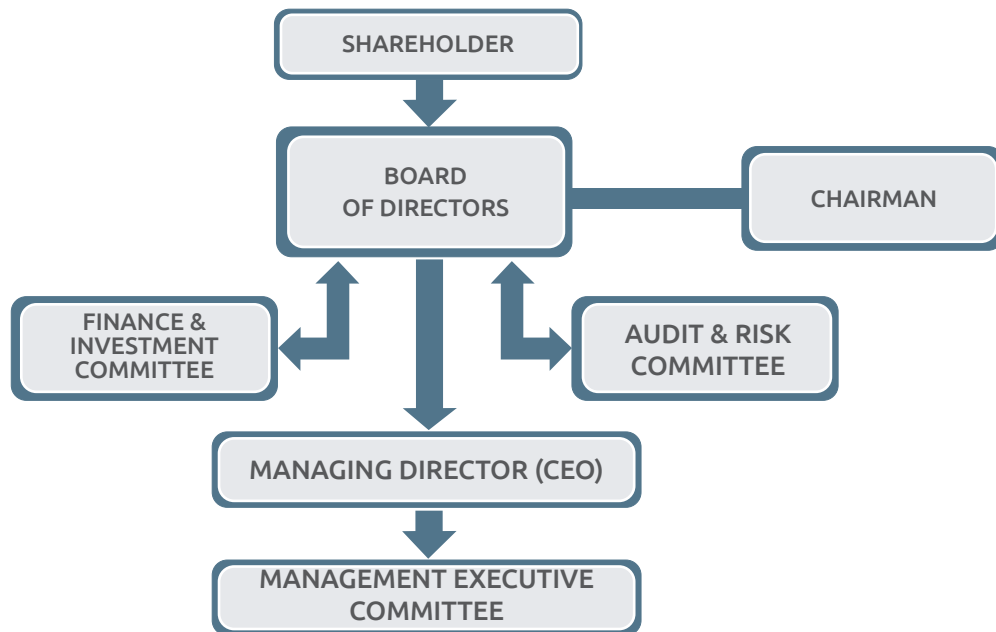 SHAREHOLDER
BOARD
OF DIRECTORS
CHAIRMAN
FINANCE &
INVESTMENT
COMMITTEE
AUDIT & RISK
COMMITTEE
MANAGING DIRECTOR (CEO)
MANAGEMENT EXECUTIVE
COMMITTEE